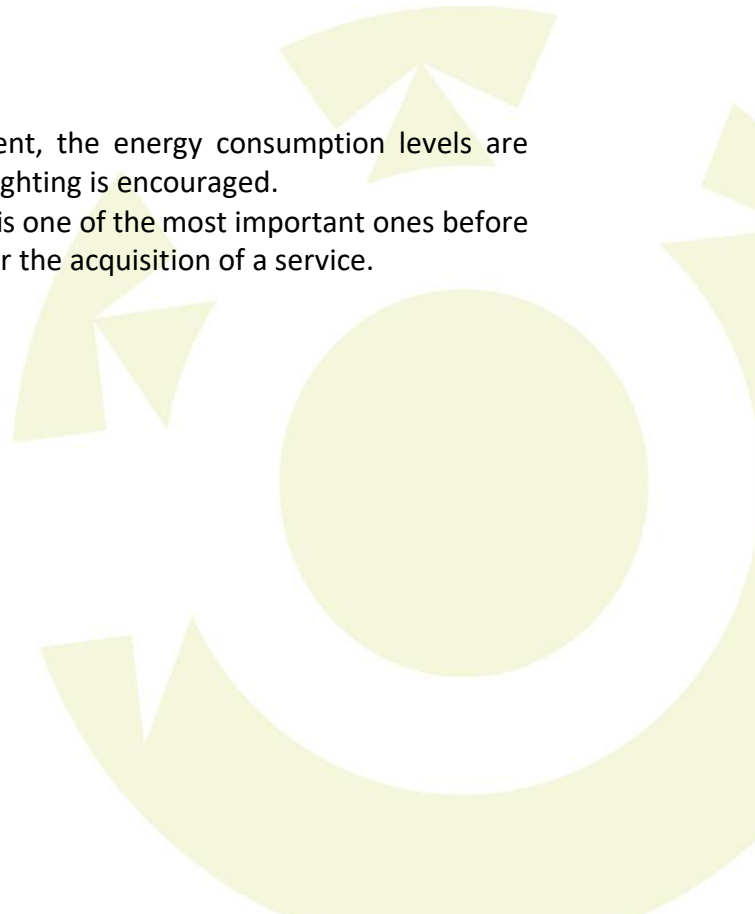 ent, the energy consumption levels are
ighting is encouraged.
is one of the most important ones before
r the acquisition of a service.